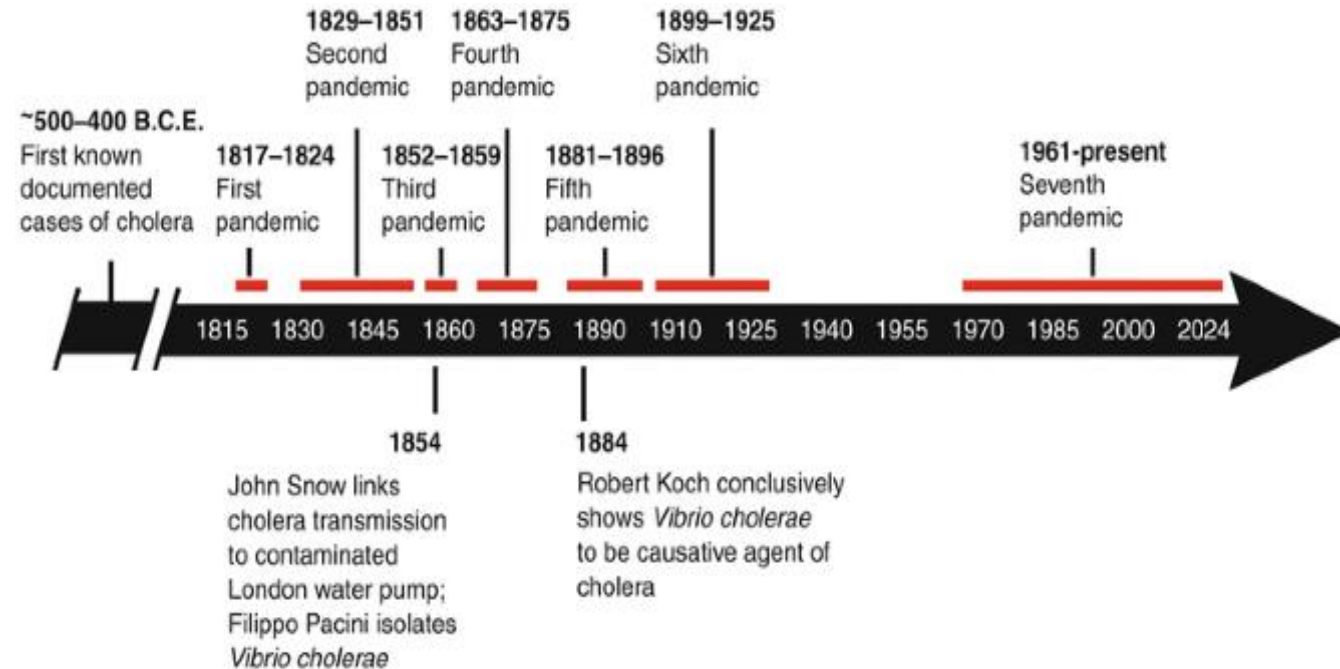 1829–1851
Second
pandemic
1863–1875
Fourth
pandemic
1899–1925
Sixth
pandemic
~500–400 B.C.E.
First known
documented
cases of cholera
1817–1824
First
pandemic
1852–1859
Third
pandemic
1881–1896
Fifth
pandemic
1961-present
Seventh
pandemic
1815 1830 1845 1860 1875 1890 1910 1925 1940 1955 1970 1985 2000 2024
1854
John Snow links
cholera transmission
to contaminated
London water pump;
Filippo Pacini isolates
Vibrio cholerae
1884
Robert Koch conclusively
shows Vibrio cholerae
to be causative agent of
cholera